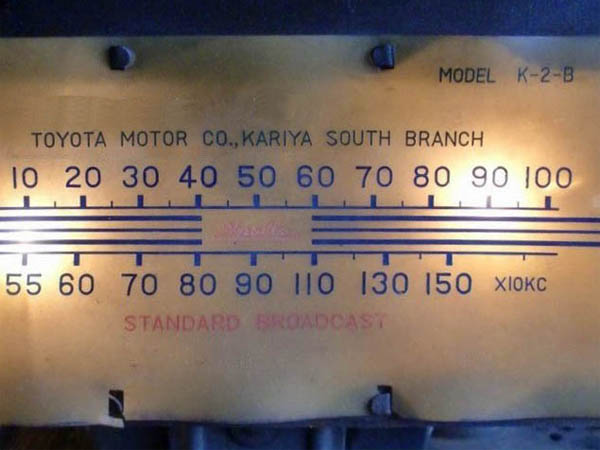 MODEL K-2-B
TOYOTA MOTOR CO., KARIYA SOUTH BRANCH
10 20 30 40 50 60 70 80 90 100
55 60 70 80 90 110 130 150 X10KC
STANDARD BROADCAST